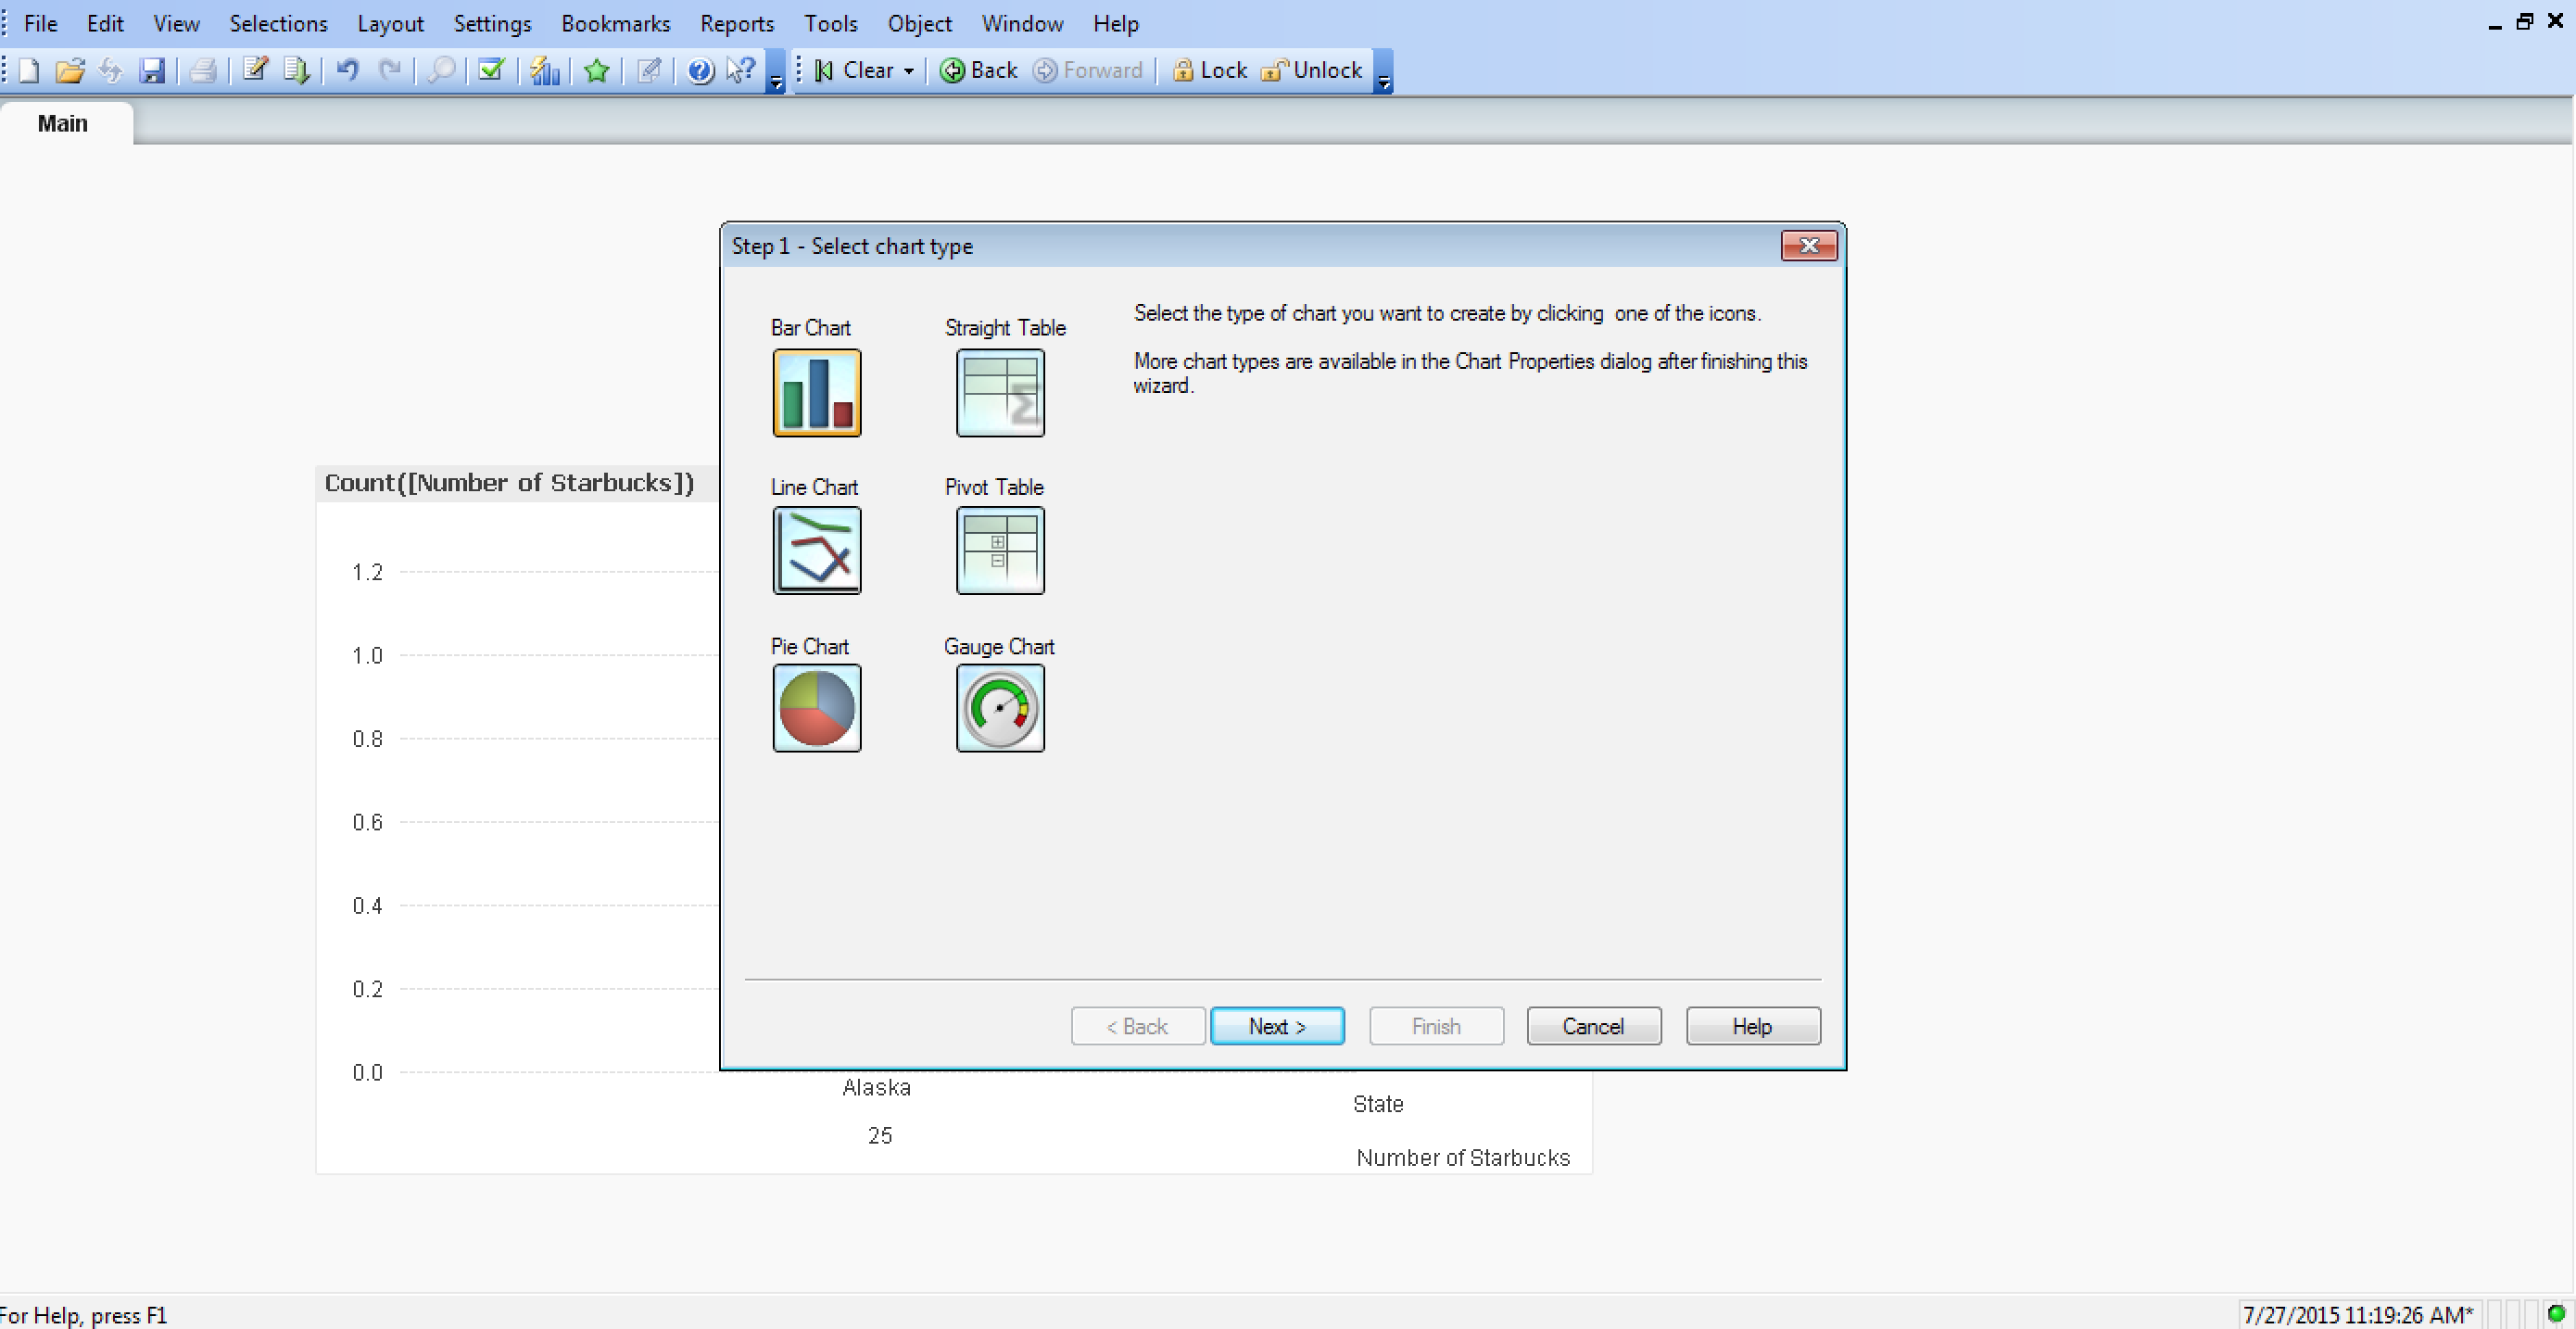 File Edit View Selections Layout Settings Bookmarks Reports Tools Object Window Help
Clear Back Forward Lock Unlock
Main
Step 1 - Select chart type
Select the type of chart you want to create by clicking one of the icons.
More chart types are available in the Chart Properties dialog after finishing this
wizard.
Bar Chart Straight Table
Line Chart Pivot Table
Pie Chart Gauge Chart
< Back Next > Finish Cancel Help
Count([Number of Starbucks])
1.2
1.0
0.8
0.6
0.4
0.2
0.0
Alaska
State
25
Number of Starbucks
For Help, press F1
7/27/2015 11:19:26 AM*